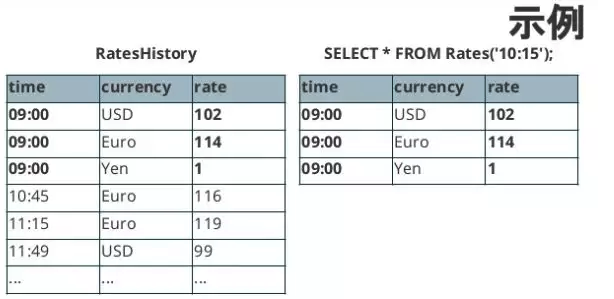 示例
RatesHistory
time currency rate
09:00 USD 102
09:00 Euro 114
09:00 Yen 1
10:45 Euro 116
11:15 Euro 119
11:49 USD 99
... ... ...
SELECT * FROM Rates('10:15');
time currency rate
09:00 USD 102
09:00 Euro 114
09:00 Yen 1